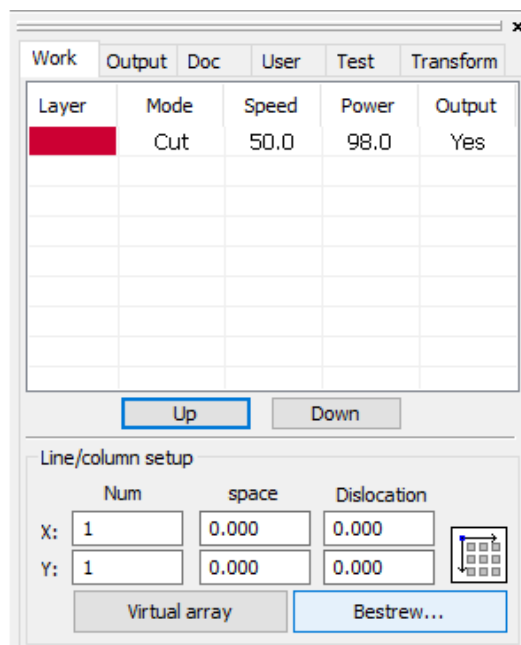 Work Output Doc User Test Transform
Layer Mode Speed Power Output
Cut 50.0 98.0 Yes
Up Down
Line/column setup
Num space Dislocation
X: 1 0.000 0.000
Y: 1 0.000 0.000
Virtual array Bestrew...